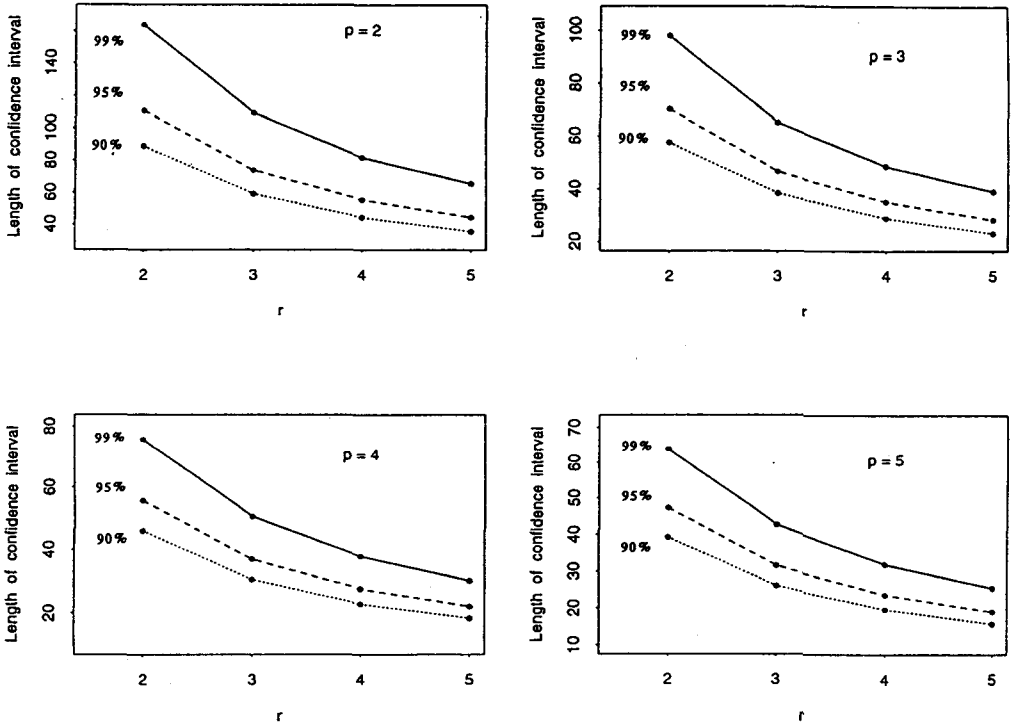 Length of confidence interval
140
100
80
60
40
99%
95%
90%
p = 2
2 3 4 5
r
Length of confidence interval
100
80
60
40
20
99%
95%
90%
p = 3
2 3 4 5
r
Length of confidence interval
80
60
40
20
99%
95%
90%
p = 4
2 3 4 5
r
Length of confidence interval
70
60
50
40
30
20
10
99%
95%
90%
p = 5
2 3 4 5
r